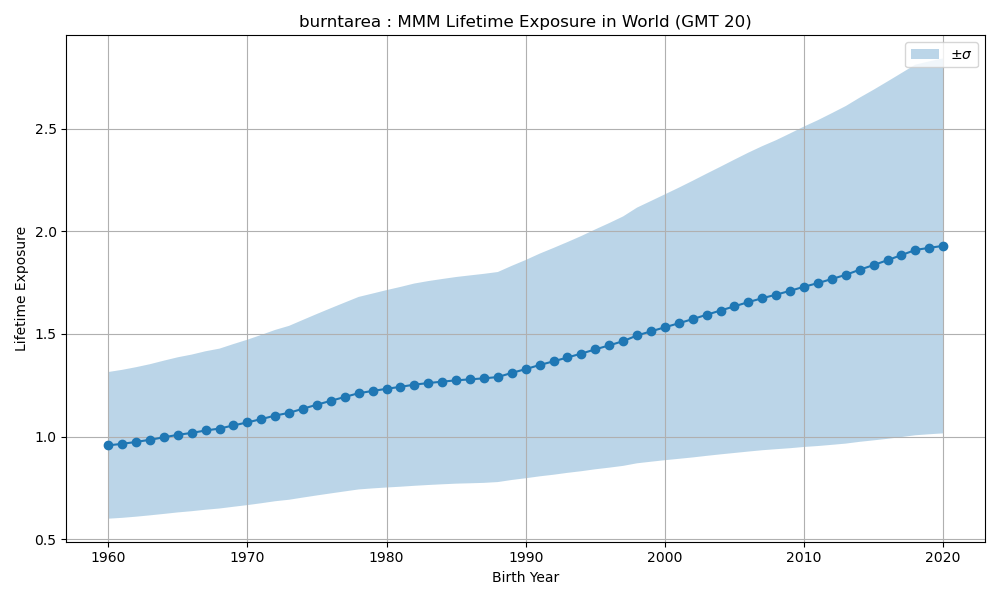 burntarea : MMM Lifetime Exposure in World (GMT 20)
±σ
Lifetime Exposure
2.5
2.0
1.5
1.0
0.5
1960 1970 1980 1990 2000 2010 2020
Birth Year